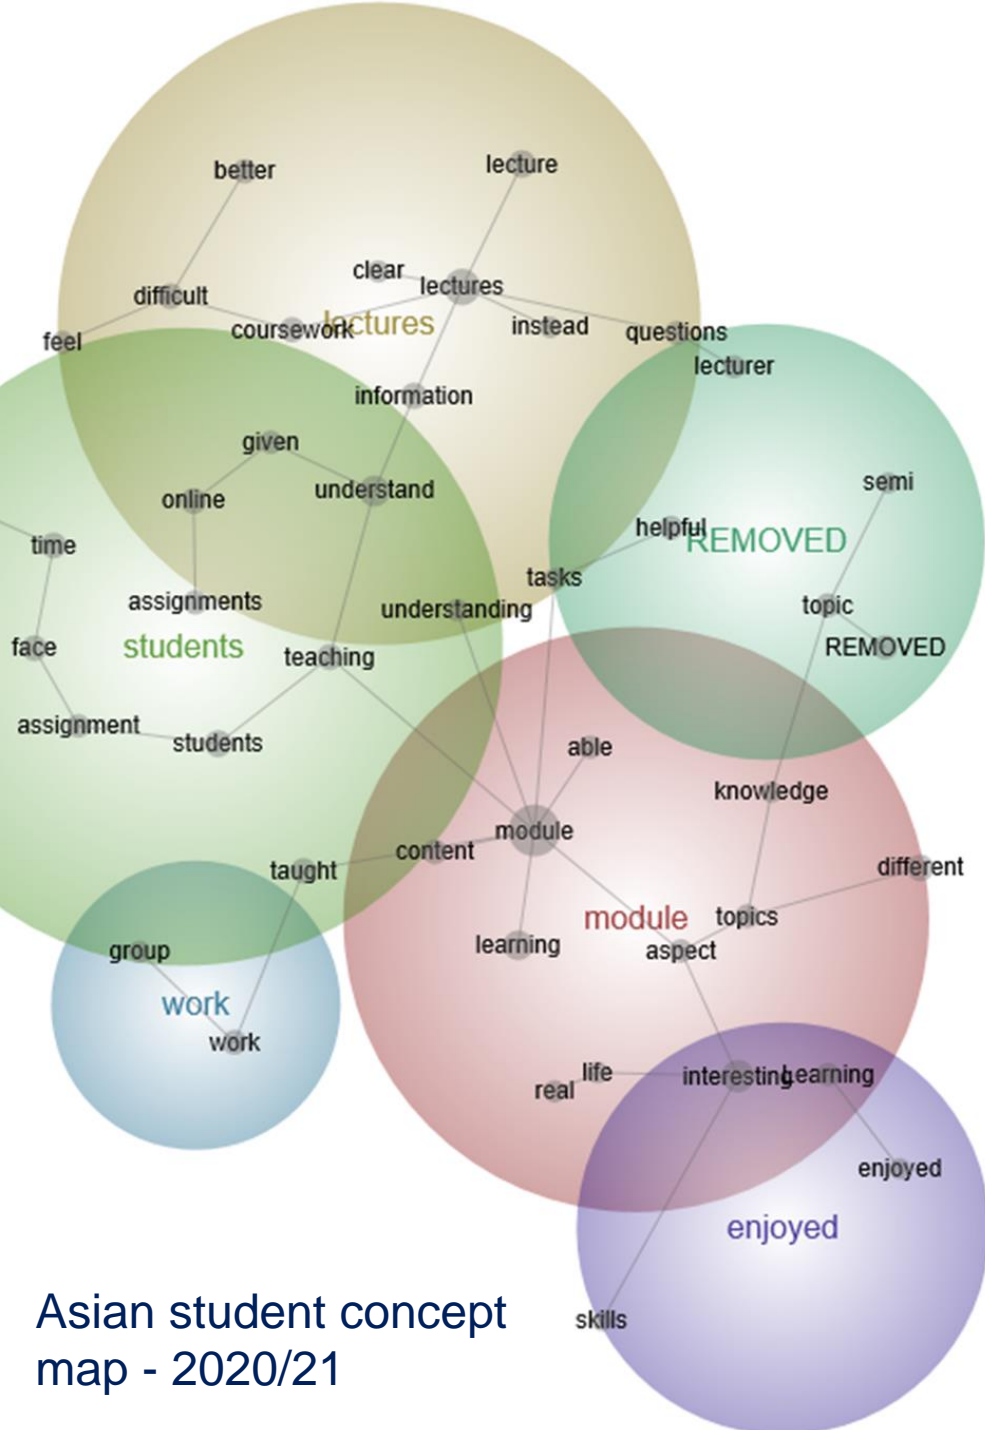 better
lecture
clear
lectures
difficult
coursework
lectures
instead
questions
feel
lecturer
information
given
understand
online
semi
time
helpful
REMOVED
tasks
assignments
understanding
topic
face
students
teaching
REMOVED
assignment
students
able
knowledge
module
content
taught
different
module
topics
learning
aspect
group
work
work
life
real
interesting
Learning
enjoyed
enjoyed
skills
Asian student concept
map - 2020/21